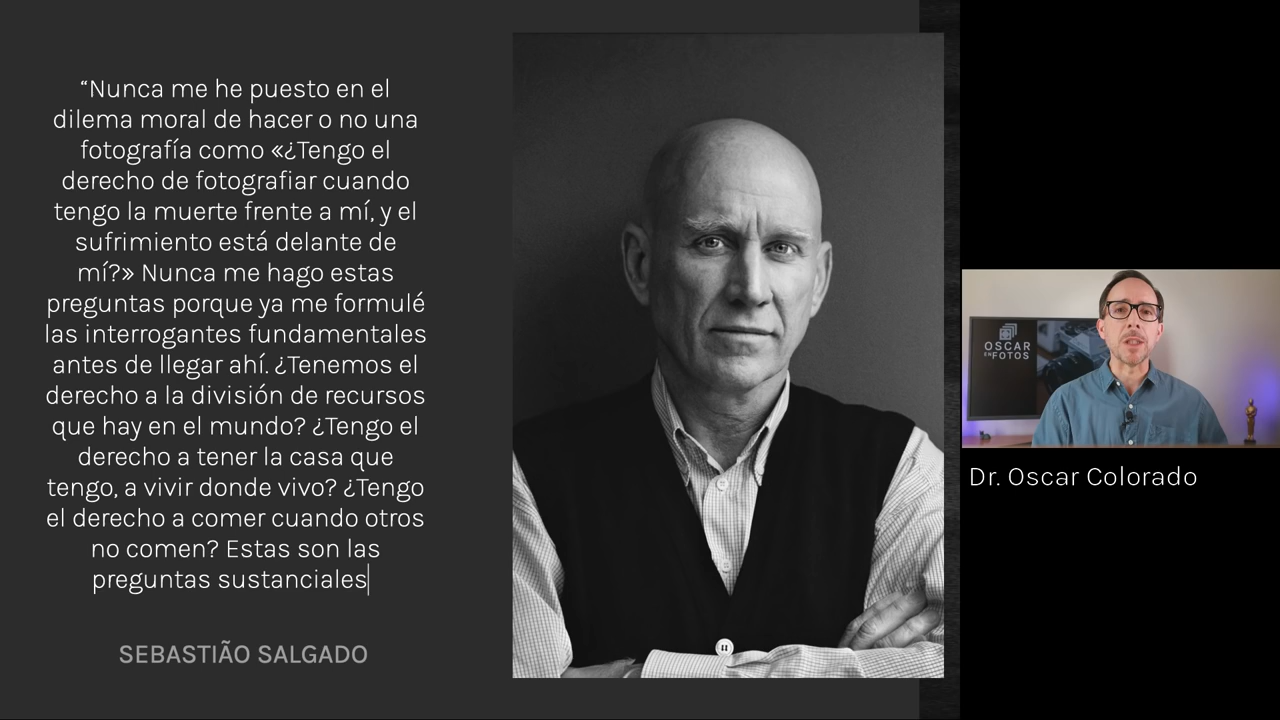 “Nunca me he puesto en el
dilema moral de hacer o no una
fotografía como «¿Tengo el
derecho de fotografiar cuando
tengo la muerte frente a mí, y el
sufrimiento está delante de
mí?» Nunca me hago estas
preguntas porque ya me formulé
las interrogantes fundamentales
antes de llegar ahí. ¿Tenemos el
derecho a la división de recursos
que hay en el mundo? ¿Tengo el
derecho a tener la casa que
tengo, a vivir donde vivo? ¿Tengo
el derecho a comer cuando otros
no comen? Estas son las
preguntas sustanciales
SEBASTIÃO SALGADO
OSCAR
EN FOTOS
Dr. Oscar Colorado